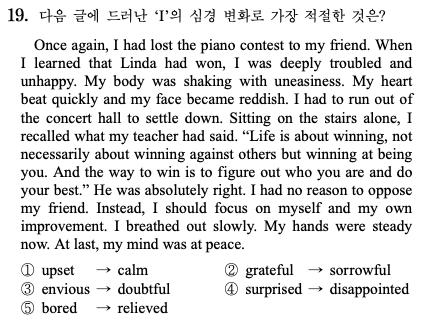 19. 다음 글에 드러난 ‘I’의 심경 변화로 가장 적절한 것은?
Once again, I had lost the piano contest to my friend. When
I learned that Linda had won, I was deeply troubled and
unhappy. My body was shaking with uneasiness. My heart
beat quickly and my face became reddish. I had to run out of
the concert hall to settle down. Sitting on the stairs alone, I
recalled what my teacher had said. “Life is about winning, not
necessarily about winning against others but winning at being
you. And the way to win is to figure out who you are and do
your best.” He was absolutely right. I had no reason to oppose
my friend. Instead, I should focus on myself and my own
improvement. I breathed out slowly. My hands were steady
now. At last, my mind was at peace.
① upset → calm ② grateful → sorrowful
③ envious → doubtful ④ surprised → disappointed
⑤ bored → relieved